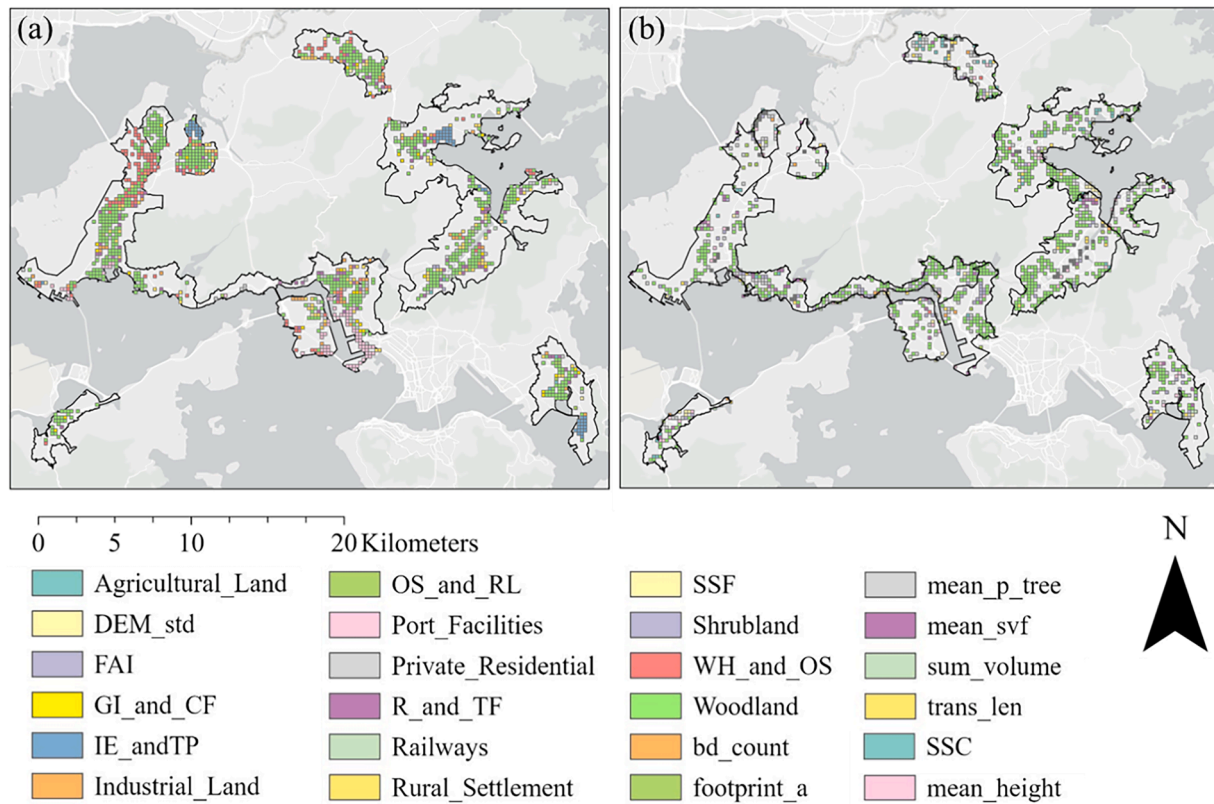 (a) (b)
0 5 10 20 Kilometers
N
Agricultural_Land OS_and_RL SSF mean_p_tree
DEM_std Port_Facilities Shrubland mean_svf
FAI Private_Residential WH_and_OS sum_volume
GI_and_CF R_and_TF Woodland trans_len
IE_andTP Railways bd_count SSC
Industrial_Land Rural_Settlement footprint_a mean_height